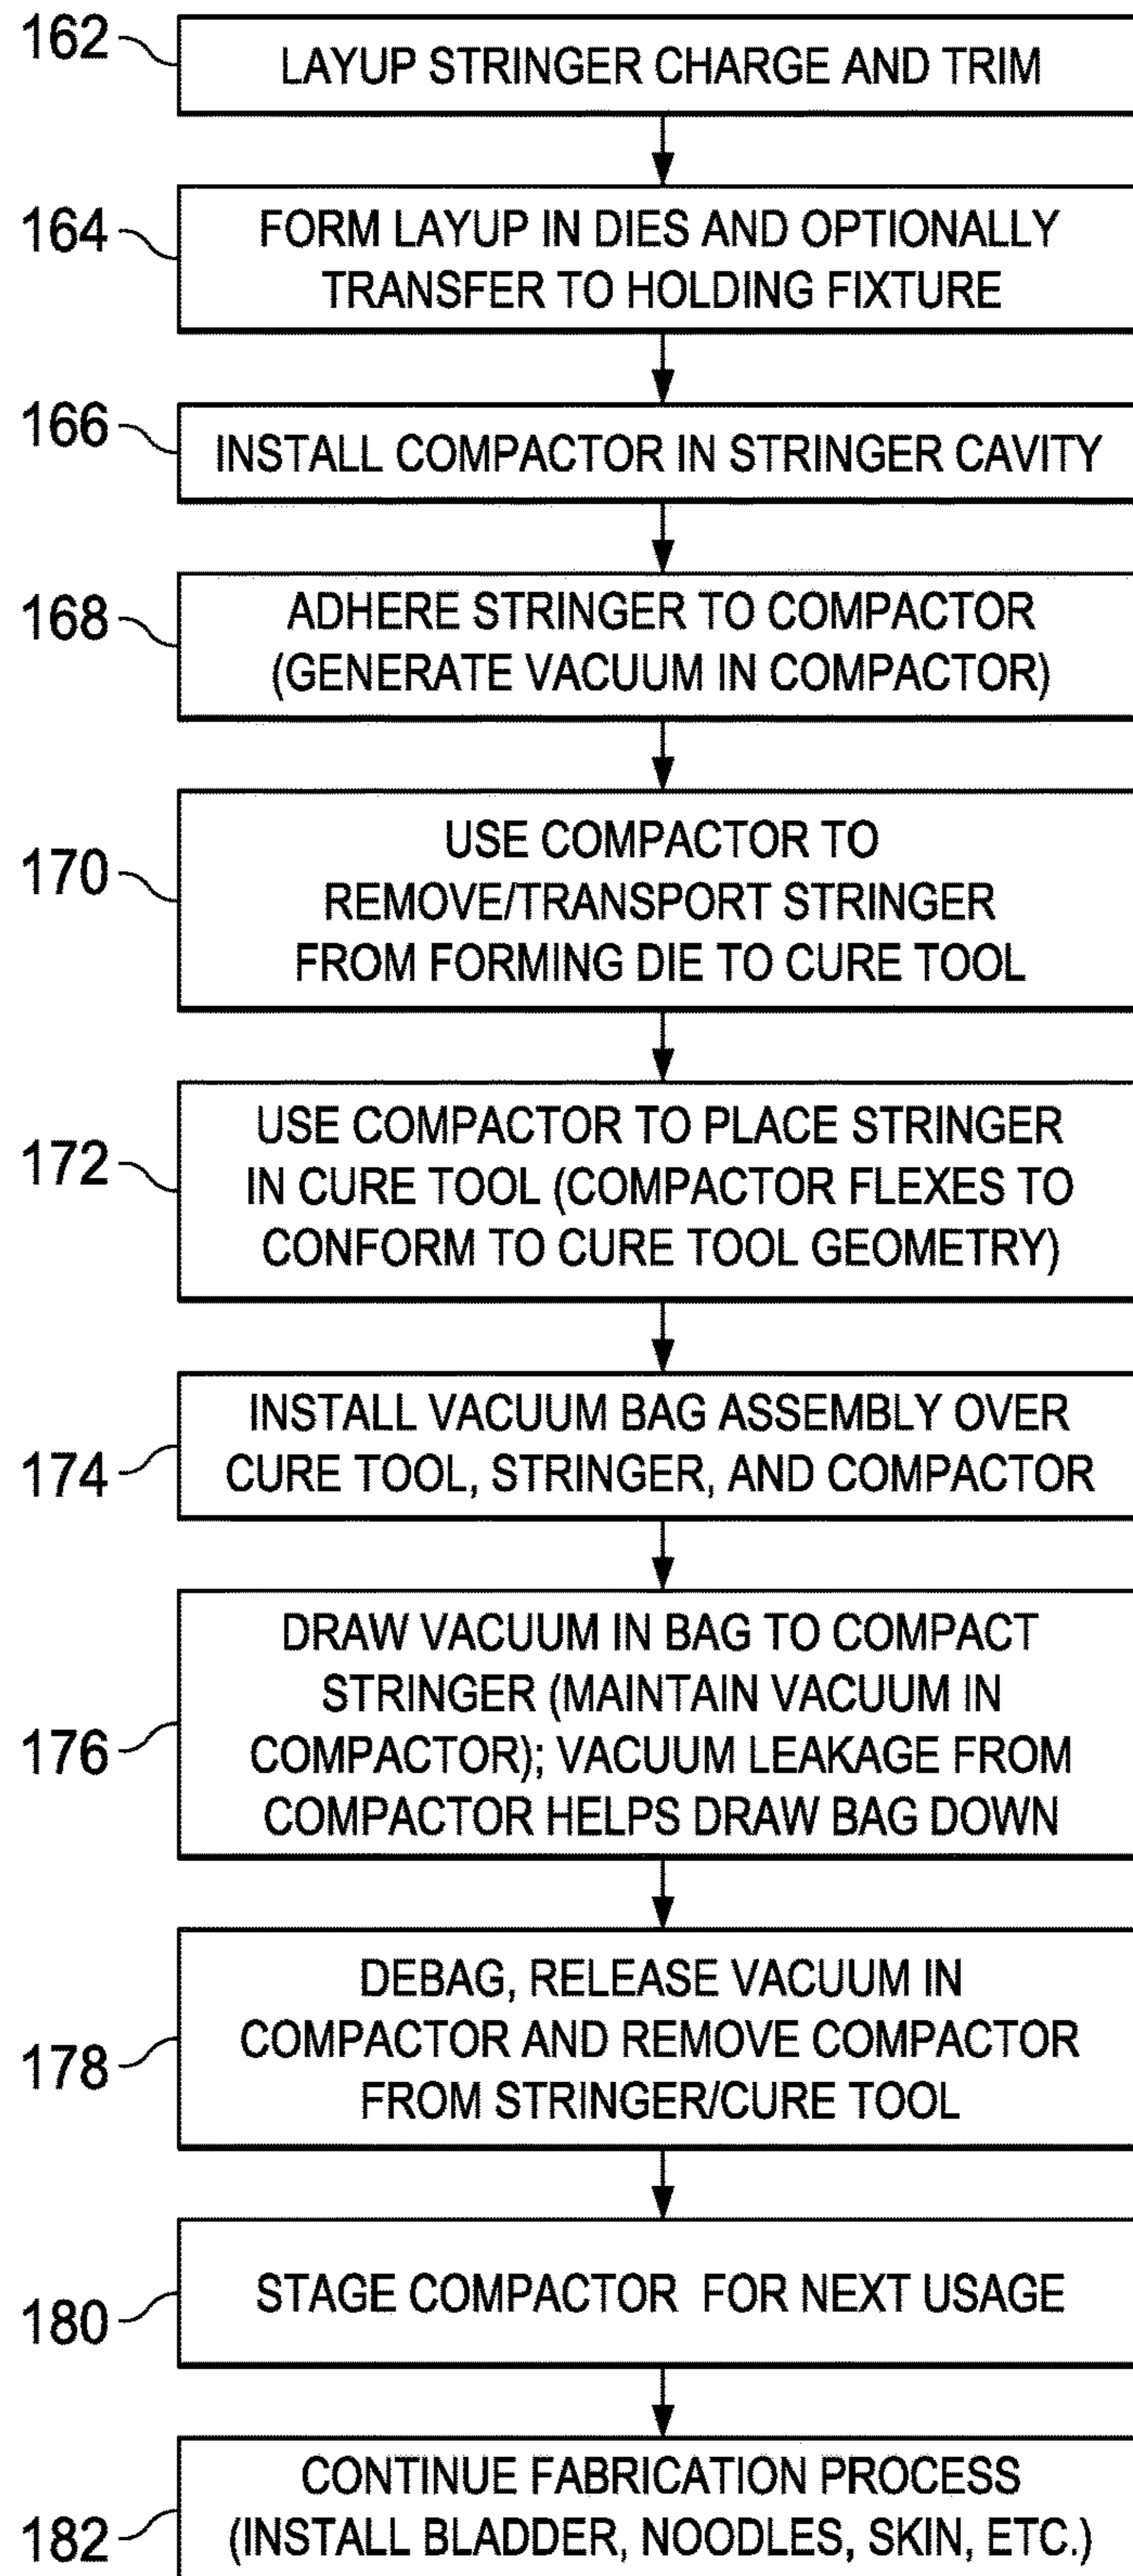 162
LAYUP STRINGER CHARGE AND TRIM
164
FORM LAYUP IN DIES AND OPTIONALLY
TRANSFER TO HOLDING FIXTURE
166
INSTALL COMPACTOR IN STRINGER CAVITY
168
ADHERE STRINGER TO COMPACTOR
(GENERATE VACUUM IN COMPACTOR)
170
USE COMPACTOR TO
REMOVE/TRANSPORT STRINGER
FROM FORMING DIE TO CURE TOOL
172
USE COMPACTOR TO PLACE STRINGER
IN CURE TOOL (COMPACTOR FLEXES TO
CONFORM TO CURE TOOL GEOMETRY)
174
INSTALL VACUUM BAG ASSEMBLY OVER
CURE TOOL, STRINGER, AND COMPACTOR
176
DRAW VACUUM IN BAG TO COMPACT
STRINGER (MAINTAIN VACUUM IN
COMPACTOR); VACUUM LEAKAGE FROM
COMPACTOR HELPS DRAW BAG DOWN
178
DEBAG, RELEASE VACUUM IN
COMPACTOR AND REMOVE COMPACTOR
FROM STRINGER/CURE TOOL
180
STAGE COMPACTOR FOR NEXT USAGE
182
CONTINUE FABRICATION PROCESS
(INSTALL BLADDER, NOODLES, SKIN, ETC.)